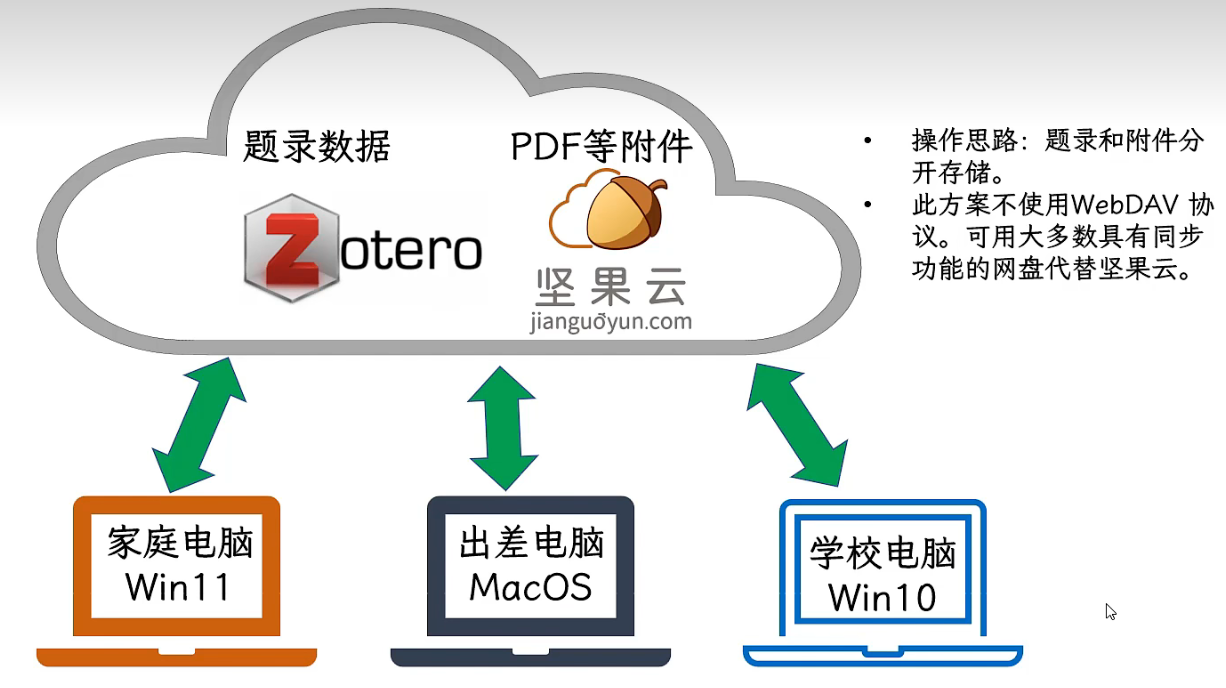 题录数据
PDF等附件
Zotero
坚果云
jianguoyun.com
• 操作思路：题录和附件分
开存储。
• 此方案不使用WebDAV 协
议。可用大多数具有同步
功能的网盘代替坚果云。
家庭电脑
Win11
出差电脑
MacOS
学校电脑
Win10